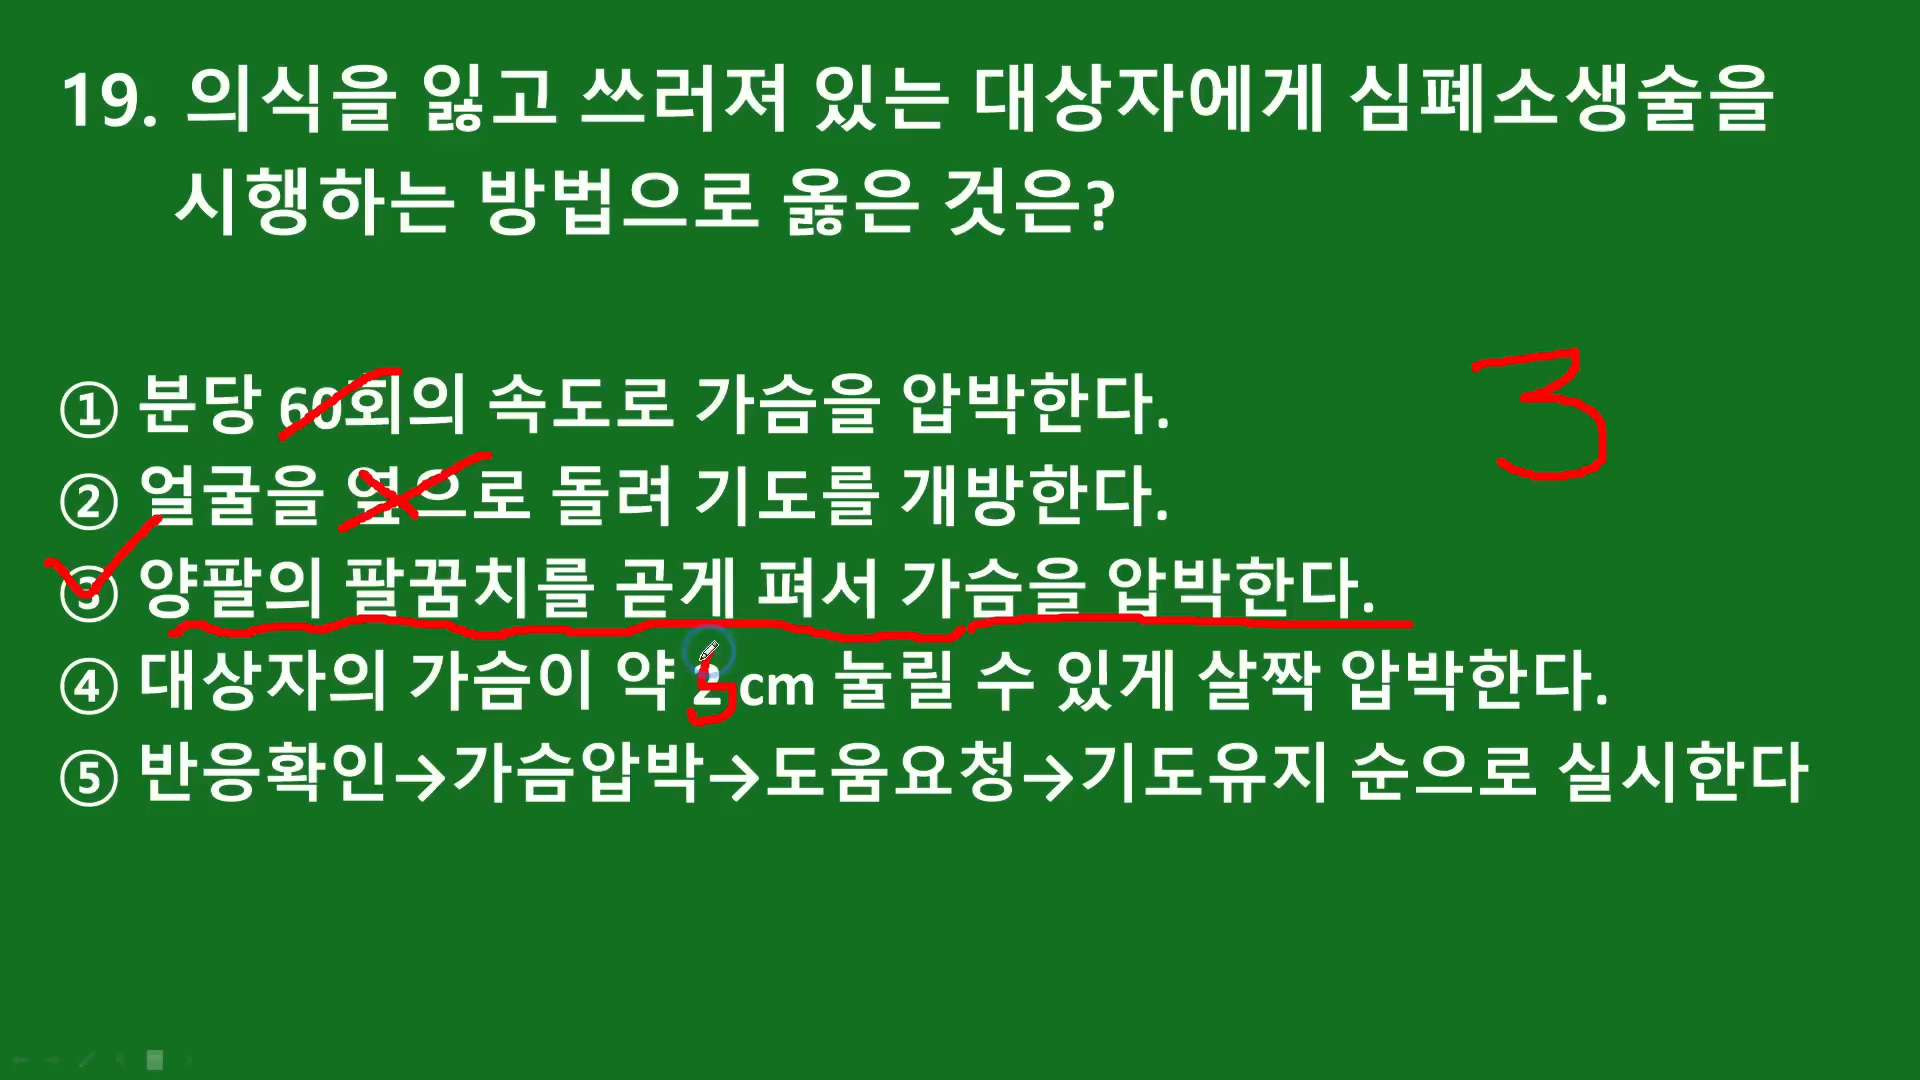 19. 의식을 잃고 쓰러져 있는 대상자에게 심폐소생술을
시행하는 방법으로 옳은 것은?
① 분당 60회의 속도로 가슴을 압박한다.
3
② 얼굴을 옆으로 돌려 기도를 개방한다.
③ 양팔의 팔꿈치를 곧게 펴서 가슴을 압박한다.
④ 대상자의 가슴이 약 2cm 눌릴 수 있게 살짝 압박한다.
5
⑤ 반응확인→가슴압박→도움요청→기도유지 순으로 실시한다